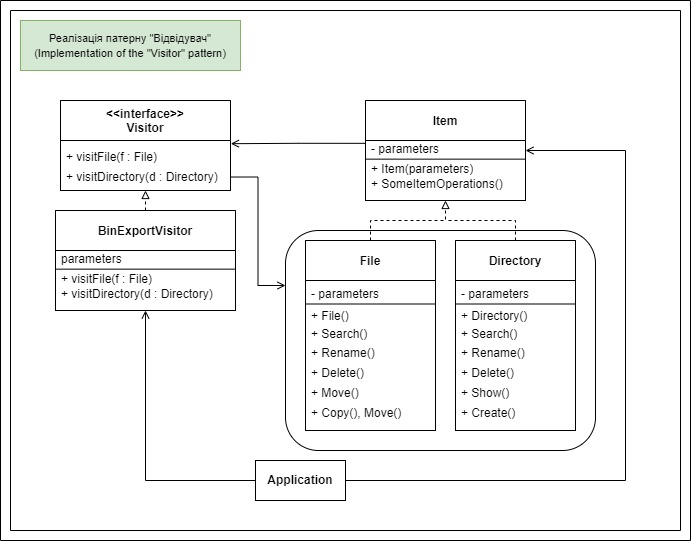 Реалізація патерну "Відвідувач"
(Implementation of the "Visitor" pattern)
<<interface>>
Visitor
+ visitFile(f : File)
+ visitDirectory(d : Directory)
Item
- parameters
+ Item(parameters)
+ SomeItemOperations()
BinExportVisitor
parameters
+ visitFile(f : File)
+ visitDirectory(d : Directory)
File
- parameters
+ File()
+ Search()
+ Rename()
+ Delete()
+ Move()
+ Copy(), Move()
Directory
- parameters
+ Directory()
+ Search()
+ Rename()
+ Delete()
+ Show()
+ Create()
Application